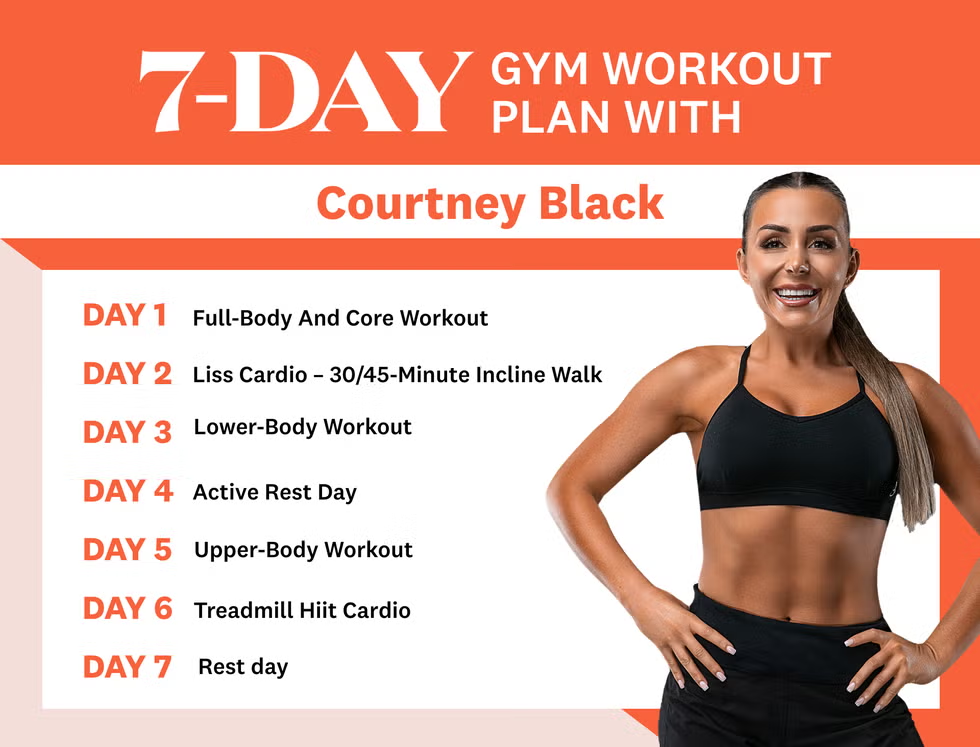 7-DAY GYM WORKOUT
PLAN WITH
Courtney Black
DAY 1 Full-Body And Core Workout
DAY 2 Liss Cardio – 30/45-Minute Incline Walk
DAY 3 Lower-Body Workout
DAY 4 Active Rest Day
DAY 5 Upper-Body Workout
DAY 6 Treadmill Hiit Cardio
DAY 7 Rest day